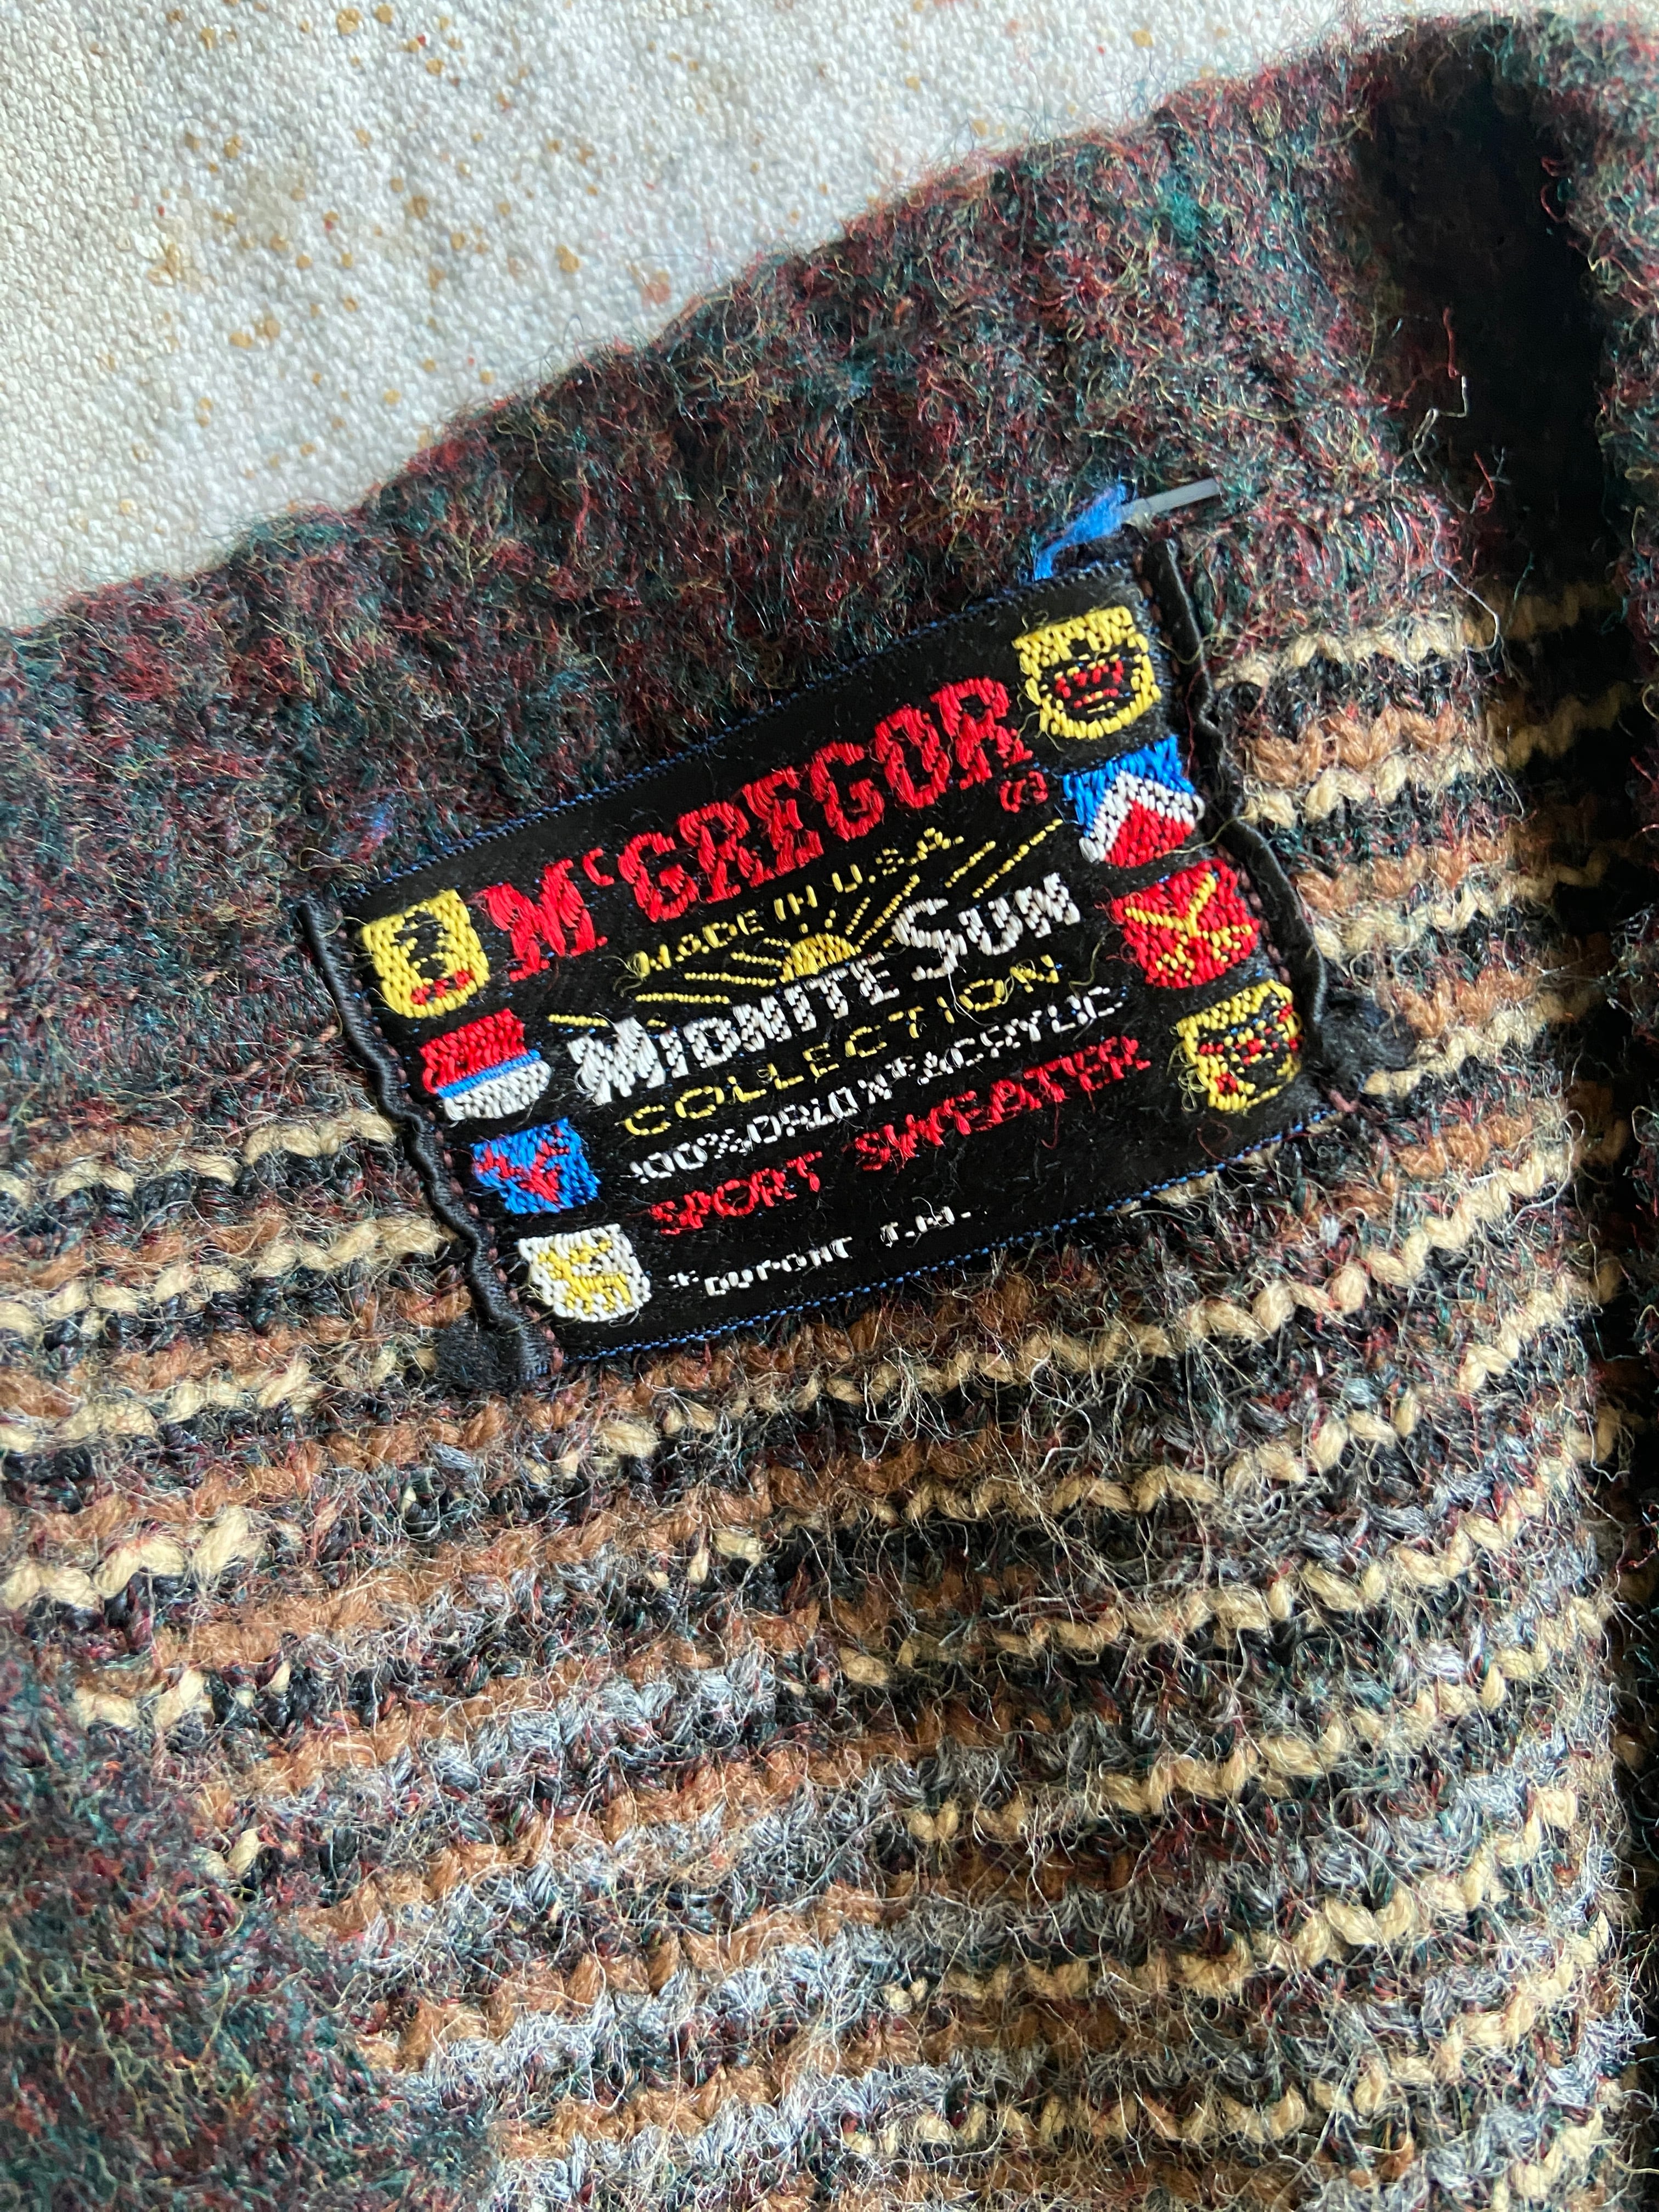 McGREGOR®
MADE IN U.S.A.
MIDNITE SUN
COLLECTION
100% ORLON* ACRYLIC
SPORT SWEATER
*DUPONT T.M.